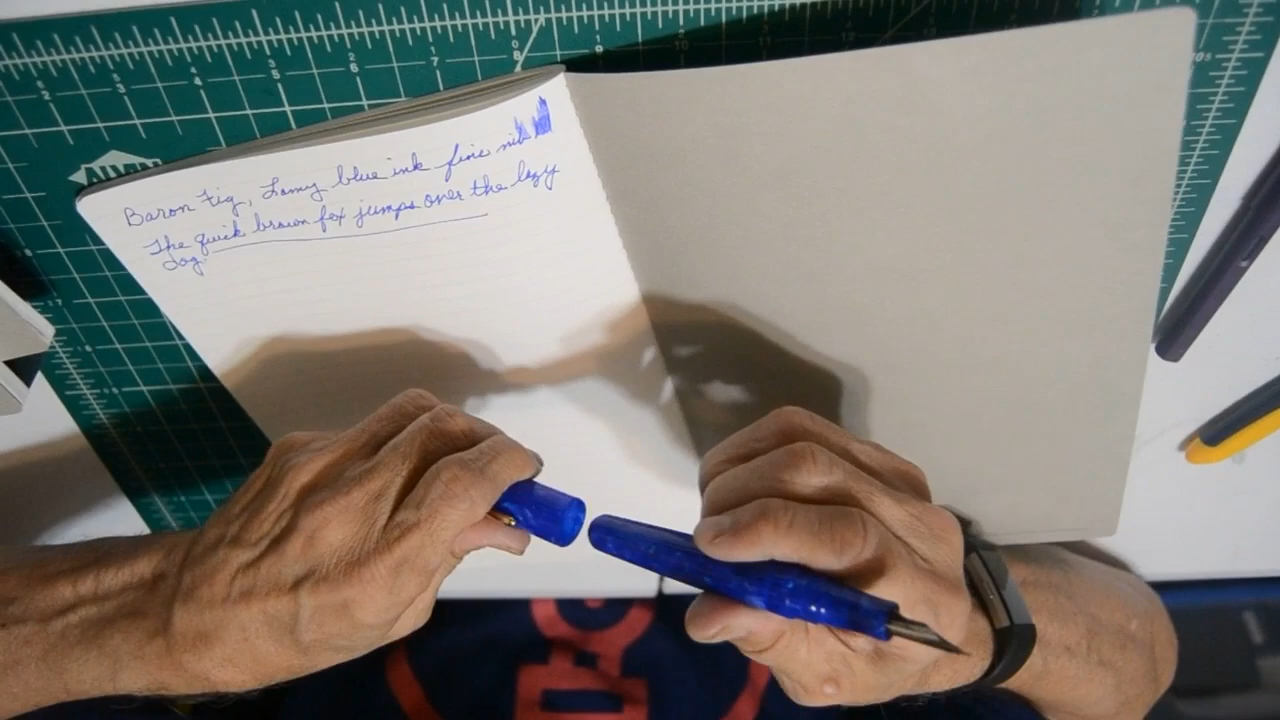 Baron Fig, Lamy blue ink fine nib
The quick brown fox jumps over the lazy
dog